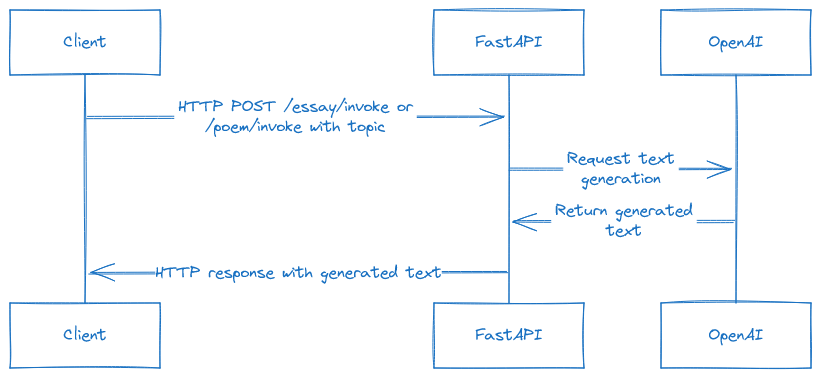 Client
FastAPI
OpenAI
HTTP POST /essay/invoke or
/poem/invoke with topic
Request text
generation
Return generated
text
HTTP response with generated text
Client
FastAPI
OpenAI